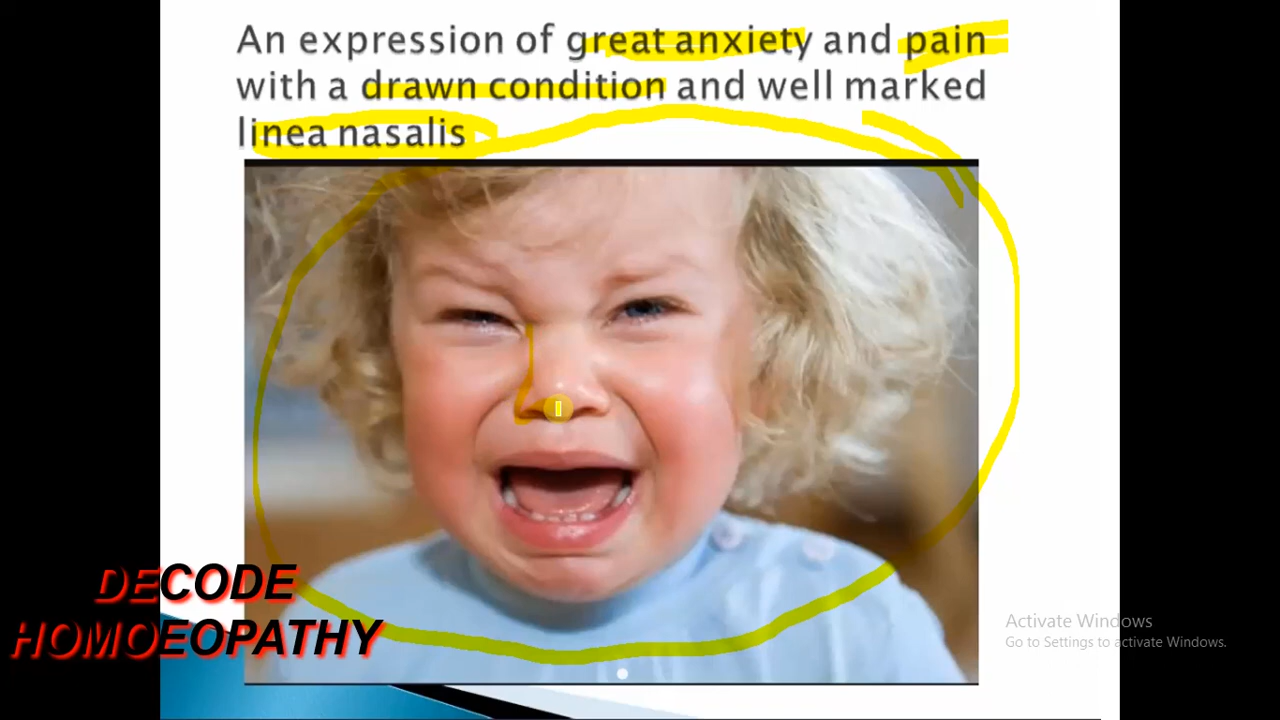 An expression of great anxiety and pain
with a drawn condition and well marked
linea nasalis
DECODE
HOMOEOPATHY
Activate Windows
Go to Settings to activate Windows.